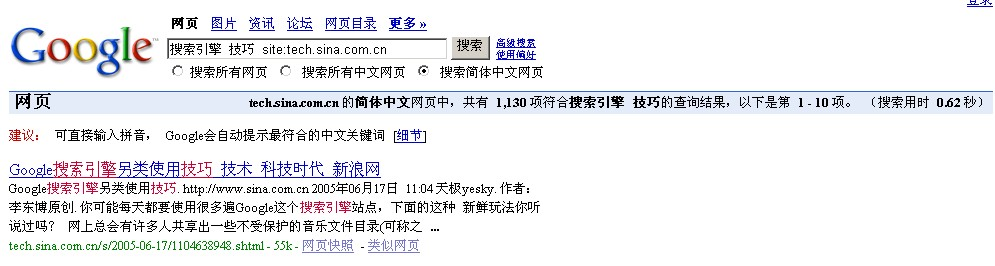 登录
网页 图片 资讯 论坛 网页目录 更多 »
Google™
搜索引擎 技巧 site:tech.sina.com.cn 搜索 高级搜索
使用偏好
搜索所有网页 搜索所有中文网页 搜索简体中文网页
网页 tech.sina.com.cn 的简体中文网页中，共有 1,130 项符合搜索引擎 技巧的查询结果，以下是第 1 - 10 项。 （搜索用时 0.62 秒）
建议： 可直接输入拼音， Google会自动提示最符合的中文关键词 [细节]
Google搜索引擎另类使用技巧_技术_科技时代_新浪网
Google搜索引擎另类使用技巧. http://www.sina.com.cn 2005年06月17日 11:04 天极yesky. 作者：
李东博原创. 你可能每天都要使用很多遍Google这个搜索引擎站点，下面的这种 新鲜玩法你听
说过吗？ 网上总会有许多人共享出一些不受保护的音乐文件目录(可称之 ...
tech.sina.com.cn/s/2005-06-17/1104638948.shtml - 55k - 网页快照 - 类似网页